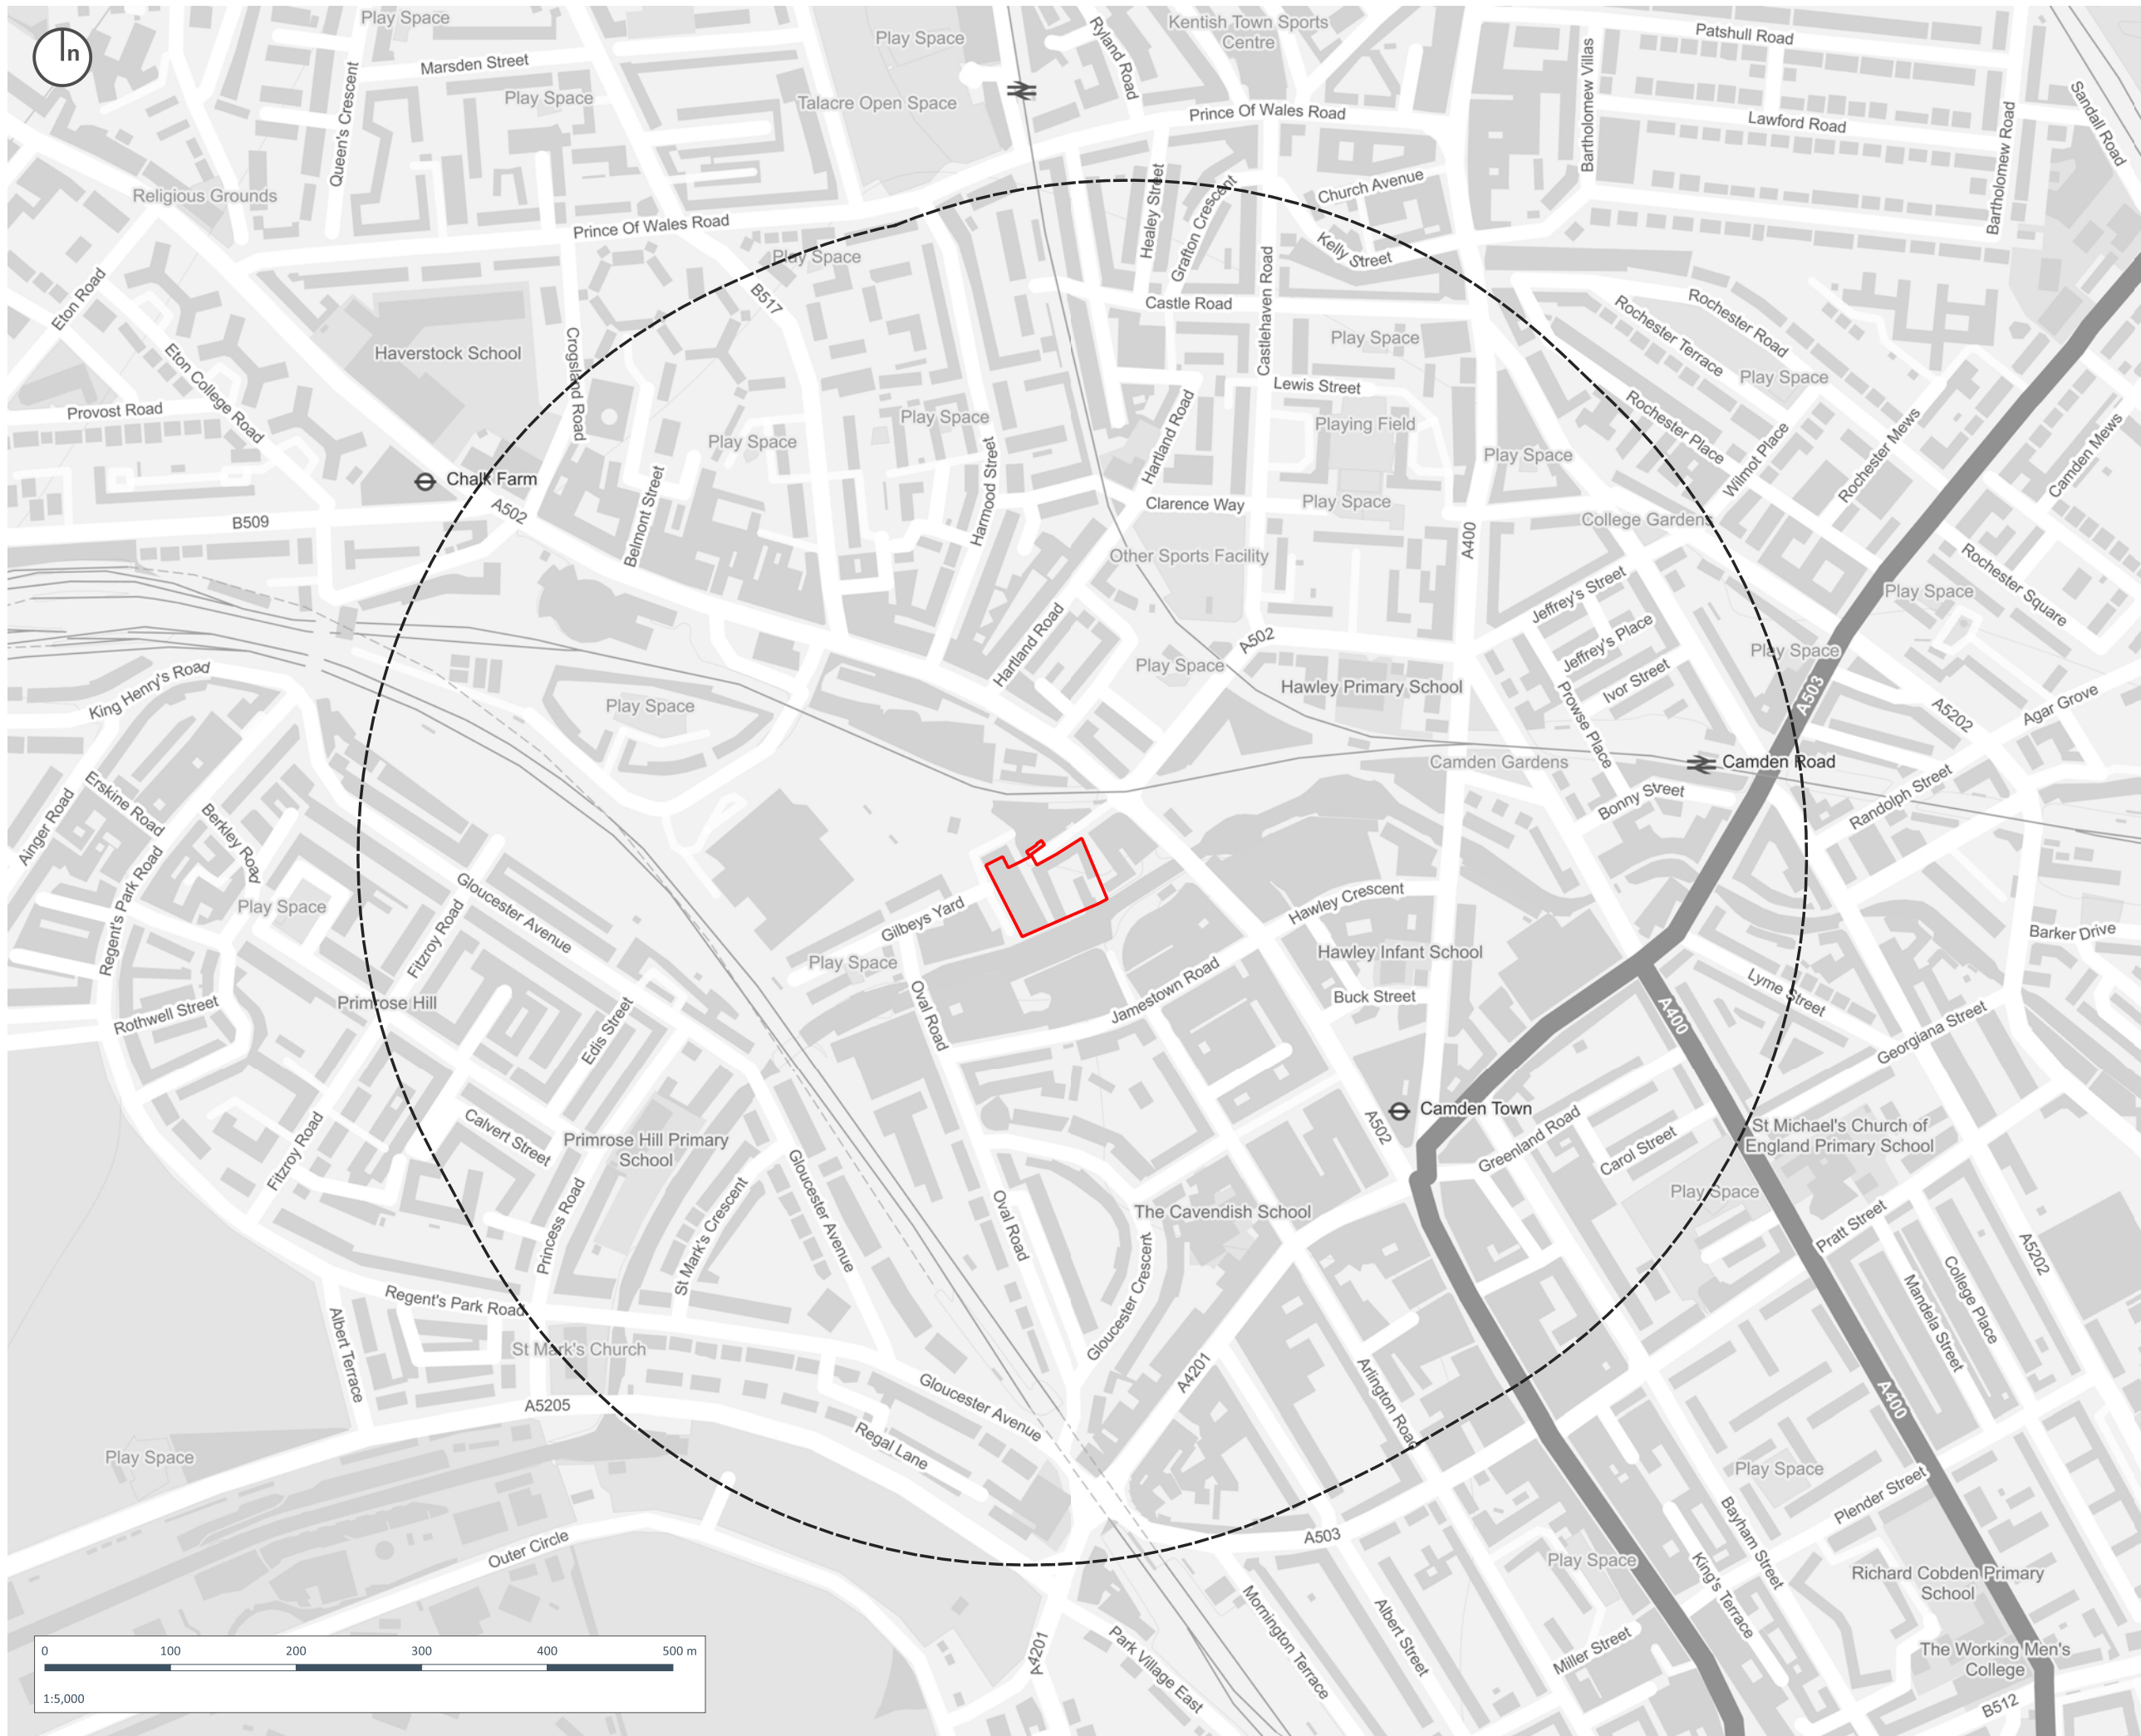 n
Play Space
Marsden Street
Play Space
Queen's Crescent
Religious Grounds
Prince Of Wales Road
Play Space
Talacre Open Space
Play Space
Ryland Road
Kentish Town Sports
Centre
Prince Of Wales Road
Patshull Road
Bartholomew Villas
Lawford Road
Bartholomew Road
Sandall Road
Church Avenue
Healey Street
Grafton Crescent
Kelly Street
Castlehaven Road
Castle Road
Eton Road
Eton College Road
Provost Road
Haverstock School
Crogsland Road
B517
Play Space
Play Space
Play Space
Harmood Street
Hartland Road
Lewis Street
Play Space
Playing Field
Play Space
Rochester Road
Rochester Terrace
Play Space
Rochester Place
Wilmot Place
Rochester Mews
Camden Mews
Chalk Farm
A502
B509
Belmont Street
Clarence Way
Play Space
A400
College Gardens
Other Sports Facility
Jeffrey's Street
Rochester Square
Play Space
Jeffrey's Place
Ivor Street
Play Space
Hartland Road
A502
Play Space
Hawley Primary School
Prowse Place
A503
A5202
Agar Grove
King Henry's Road
Play Space
Camden Gardens
Camden Road
Bonny Street
Randolph Street
Erskine Road
Ainger Road
Berkley Road
Regent's Park Road
Play Space
Gloucester Avenue
Fitzroy Road
Gilbeys Yard
Play Space
Hawley Crescent
Hawley Infant School
Barker Drive
Primrose Hill
Rothwell Street
Edis Street
Oval Road
Jamestown Road
Buck Street
A400
Lyme Street
Georgiana Street
Camden Town
A502
Greenland Road
Carol Street
St Michael's Church of
England Primary School
Calvert Street
Primrose Hill Primary
School
Fitzroy Road
Princess Road
St Mark's Crescent
Gloucester Avenue
Oval Road
The Cavendish School
Play Space
Pratt Street
A5202
College Place
Mandela Street
Gloucester Crescent
Regent's Park Road
Albert Terrace
St Mark's Church
A5205
Gloucester Avenue
Regal Lane
A4201
Arlington Road
A400
Play Space
Outer Circle
A503
Play Space
Plender Street
Bayham Street
Play Space
King's Terrace
Richard Cobden Primary
School
Mornington Terrace
Albert Street
Miller Street
The Working Men's
College
B512
A4201
Park Village East
0 100 200 300 400 500 m
1:5,000